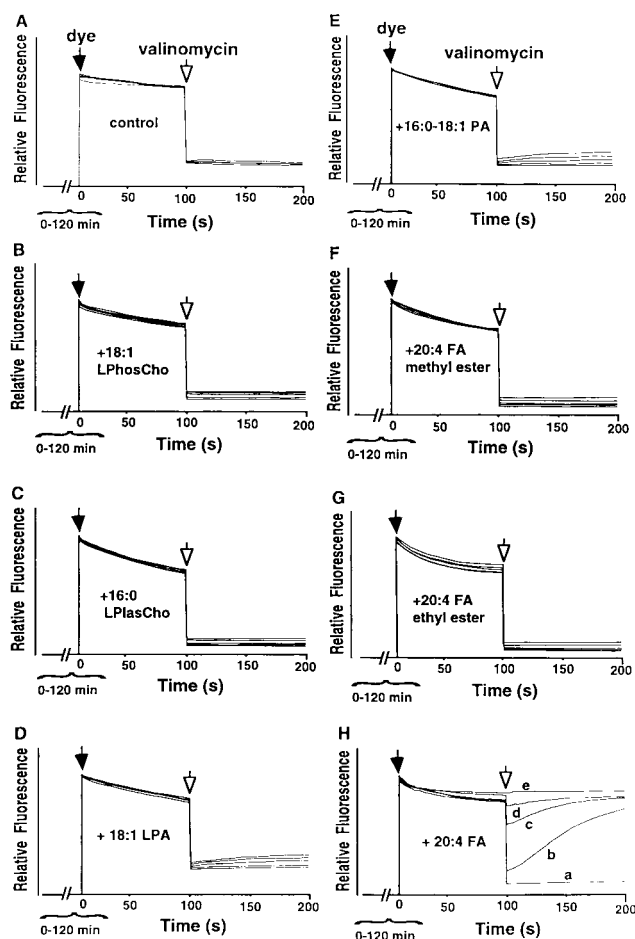 A
dye
valinomycin
Relative Fluorescence
control
0
50
100
150
200
0-120 min
Time (s)
E
dye
valinomycin
Relative Fluorescence
+16:0-18:1 PA
0
50
100
150
200
0-120 min
Time (s)
B
Relative Fluorescence
+18:1
LPhosCho
0
50
100
150
200
0-120 min
Time (s)
F
Relative Fluorescence
+20:4 FA
methyl ester
0
50
100
150
200
0-120 min
Time (s)
C
Relative Fluorescence
+16:0
LPlasCho
0
50
100
150
200
0-120 min
Time (s)
G
Relative Fluorescence
+20:4 FA
ethyl ester
0
50
100
150
200
0-120 min
Time (s)
D
Relative Fluorescence
+ 18:1 LPA
0
50
100
150
200
0-120 min
Time (s)
H
Relative Fluorescence
e
d
c
b
a
+ 20:4 FA
0
50
100
150
200
0-120 min
Time (s)